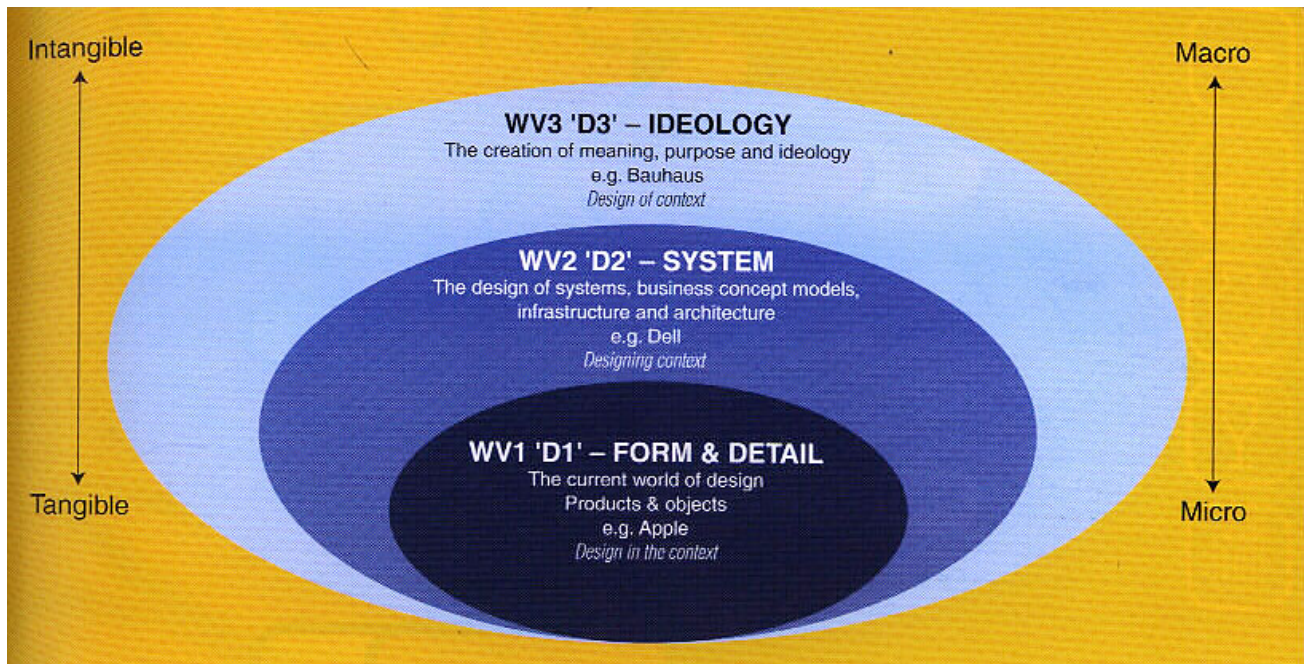 Intangible
Macro
WV3 'D3' – IDEOLOGY
The creation of meaning, purpose and ideology
e.g. Bauhaus
Design of context
WV2 'D2' – SYSTEM
The design of systems, business concept models,
infrastructure and architecture
e.g. Dell
Designing context
WV1 'D1' – FORM & DETAIL
The current world of design
Products & objects
e.g. Apple
Design in the context
Tangible
Micro